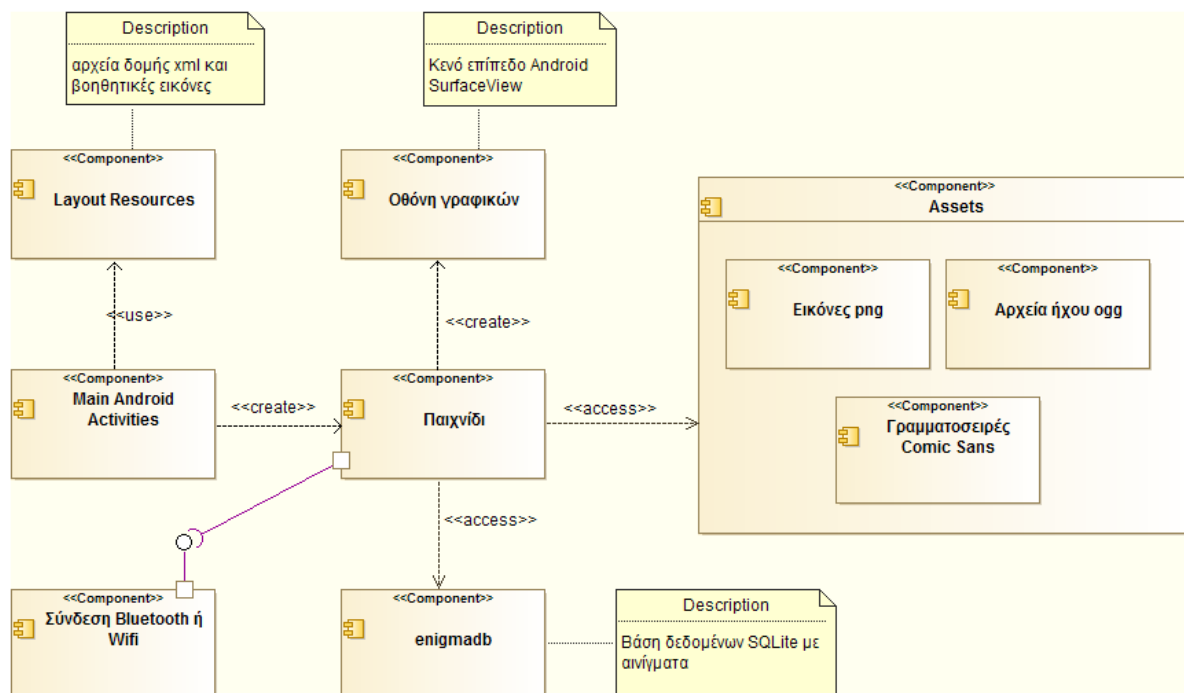 Description
αρχεία δομής xml και
βοηθητικές εικόνες
Description
Κενό επίπεδο Android
SurfaceView
<<Component>>
Layout Resources
<<Component>>
Οθόνη γραφικών
<<Component>>
Assets
<<Component>>
Εικόνες png
<<Component>>
Αρχεία ήχου ogg
<<use>>
<<create>>
<<Component>>
Main Android
Activities
<<create>>
<<Component>>
Παιχνίδι
<<access>>
<<Component>>
Γραμματοσειρές
Comic Sans
<<access>>
<<Component>>
Σύνδεση Bluetooth ή
Wifi
<<Component>>
enigmadb
Description
Βάση δεδομένων SQLite με
αινίγματα